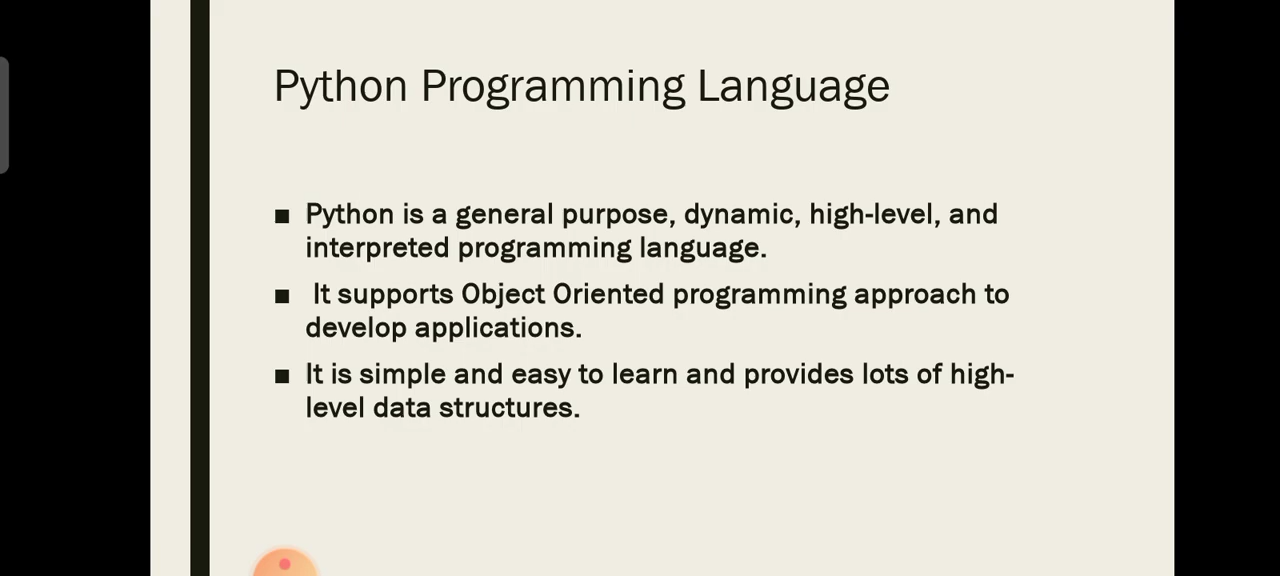 Python Programming Language
■ Python is a general purpose, dynamic, high-level, and
interpreted programming language.
■ It supports Object Oriented programming approach to
develop applications.
■ It is simple and easy to learn and provides lots of high-
level data structures.